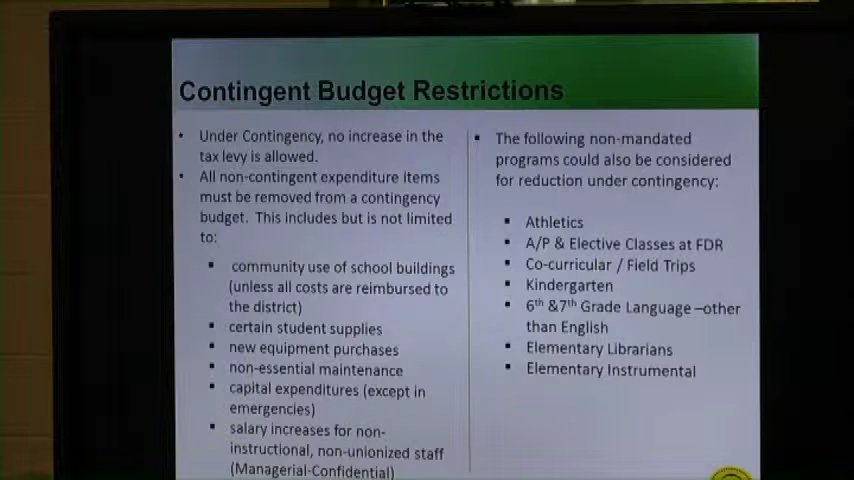 Contingent Budget Restrictions
• Under Contingency, no increase in the
tax levy is allowed.
• All non-contingent expenditure items
must be removed from a contingency
budget. This includes but is not limited
to:
▪ community use of school buildings
(unless all costs are reimbursed to
the district)
▪ certain student supplies
▪ new equipment purchases
▪ non-essential maintenance
▪ capital expenditures (except in
emergencies)
▪ salary increases for non-
instructional, non-unionized staff
(Managerial-Confidential)
▪ The following non-mandated
programs could also be considered
for reduction under contingency:
▪ Athletics
▪ A/P & Elective Classes at FDR
▪ Co-curricular / Field Trips
▪ Kindergarten
▪ 6th &7th Grade Language –other
than English
▪ Elementary Librarians
▪ Elementary Instrumental